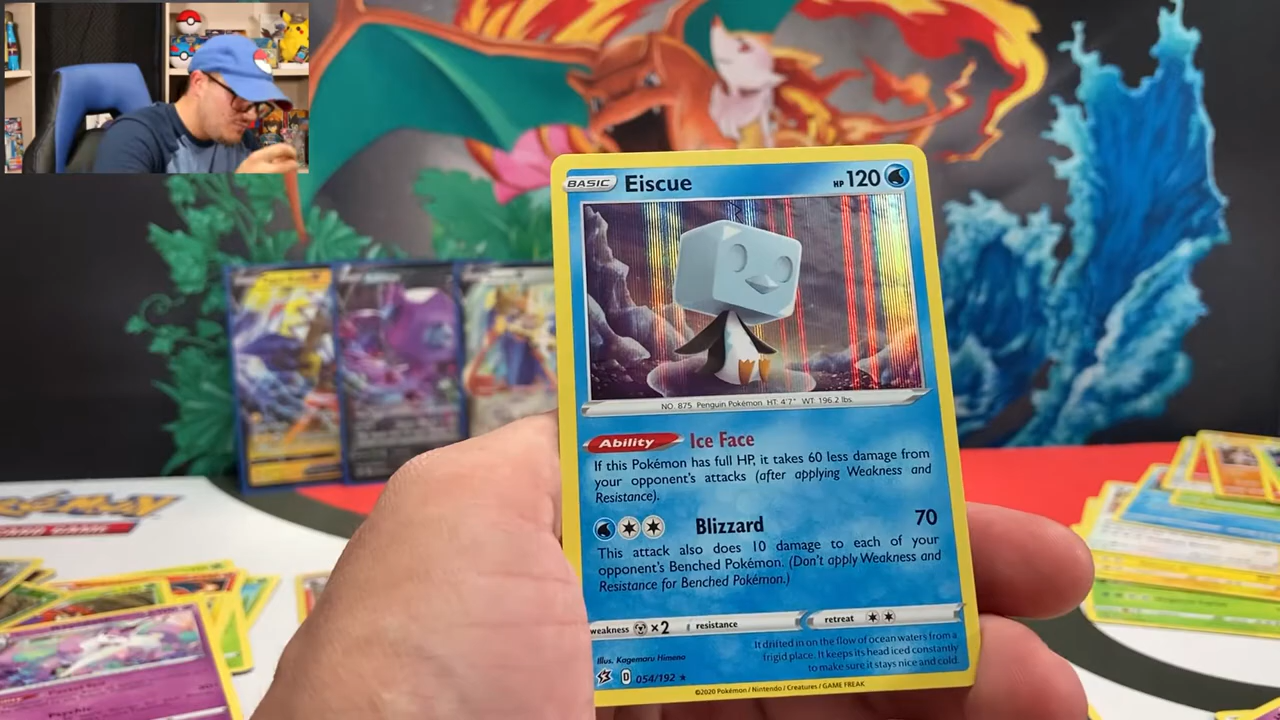 BASIC Eiscue HP 120
NO. 875 Penguin Pokémon HT: 4'7" WT: 196.2 lbs.
Ability Ice Face
If this Pokémon has full HP, it takes 60 less damage from
your opponent's attacks (after applying Weakness and
Resistance).
Blizzard 70
This attack also does 10 damage to each of your
opponent's Benched Pokémon. (Don't apply Weakness and
Resistance for Benched Pokémon.)
weakness ×2 resistance retreat
Illus. Kagemaru Himeno
It drifted in on the flow of ocean waters from a
frigid place. It keeps its head iced constantly
to make sure it stays nice and cold.
D 054/192 ★
©2020 Pokémon / Nintendo / Creatures / GAME FREAK
Psychic